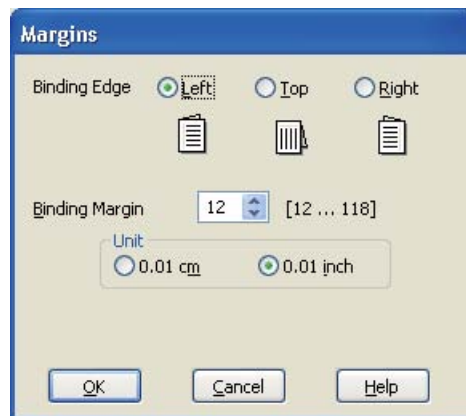 Margins
Binding Edge Left Top Right
Binding Margin 12 [12 ... 118]
Unit
0.01 cm 0.01 inch
OK Cancel Help